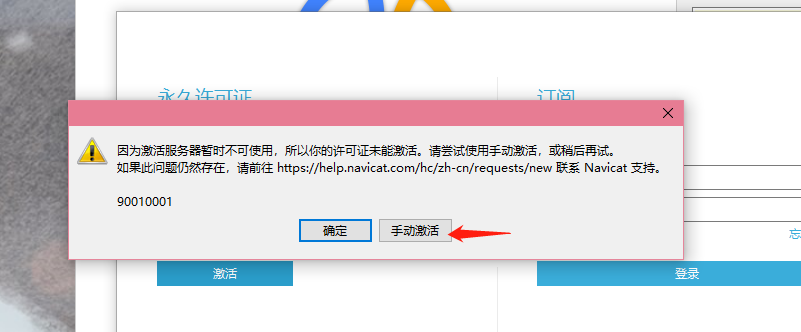 永久许可证
订阅
因为激活服务器暂时不可使用，所以你的许可证未能激活。请尝试使用手动激活，或稍后再试。
如果此问题仍然存在，请前往 https://help.navicat.com/hc/zh-cn/requests/new 联系 Navicat 支持。
90010001
确定
手动激活
忘
激活
登录